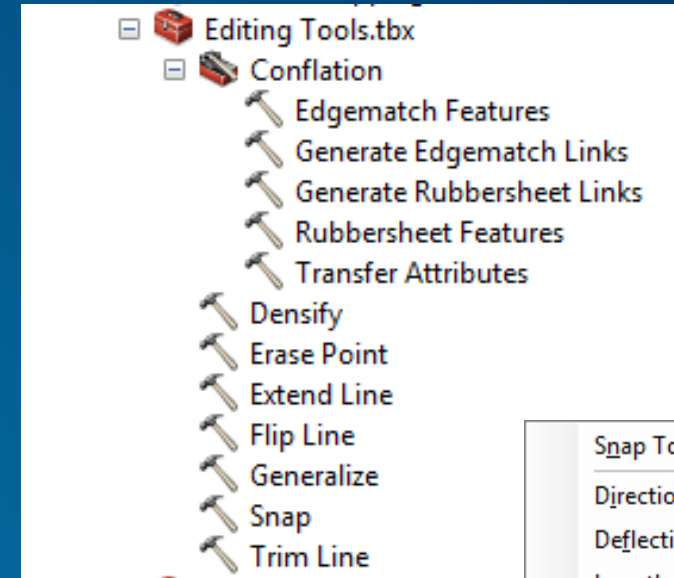 Editing Tools.tbx
Conflation
Edgematch Features
Generate Edgematch Links
Generate Rubbersheet Links
Rubbersheet Features
Transfer Attributes
Densify
Erase Point
Extend Line
Flip Line
Generalize
Snap
Trim Line
Snap